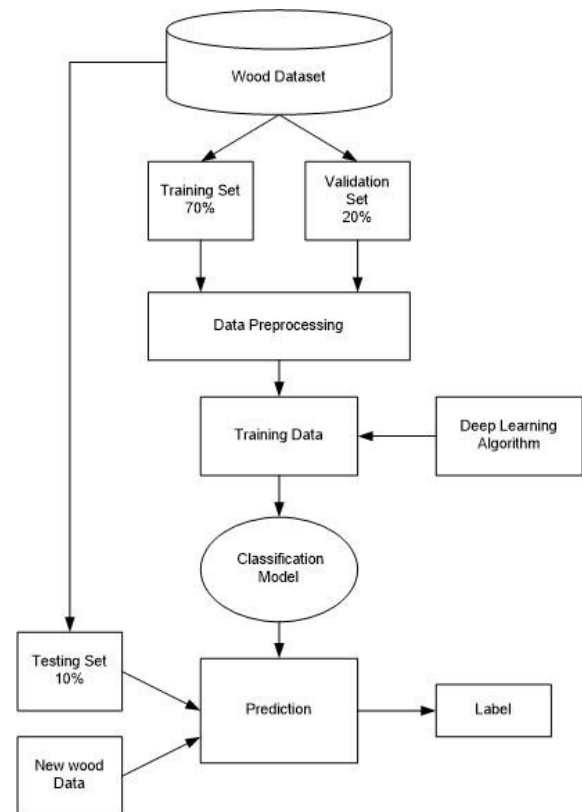 Wood Dataset
Training Set
70%
Validation
Set
20%
Data Preprocessing
Training Data
Deep Learning
Algorithm
Classification
Model
Testing Set
10%
Prediction
Label
New wood
Data